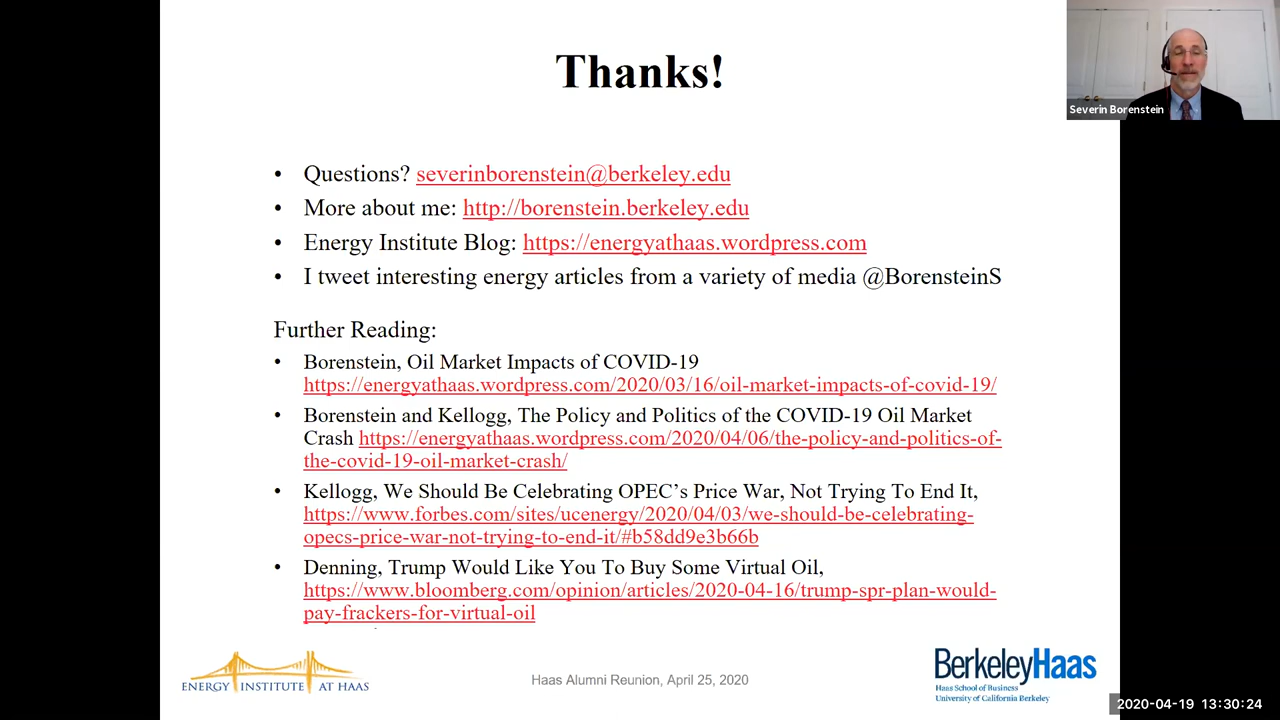 Thanks!
Severin Borenstein
• Questions? severinborenstein@berkeley.edu
• More about me: http://borenstein.berkeley.edu
• Energy Institute Blog: https://energyathaas.wordpress.com
• I tweet interesting energy articles from a variety of media @BorensteinS
Further Reading:
• Borenstein, Oil Market Impacts of COVID-19
https://energyathaas.wordpress.com/2020/03/16/oil-market-impacts-of-covid-19/
• Borenstein and Kellogg, The Policy and Politics of the COVID-19 Oil Market
Crash https://energyathaas.wordpress.com/2020/04/06/the-policy-and-politics-of-
the-covid-19-oil-market-crash/
• Kellogg, We Should Be Celebrating OPEC’s Price War, Not Trying To End It,
https://www.forbes.com/sites/ucenergy/2020/04/03/we-should-be-celebrating-
opecs-price-war-not-trying-to-end-it/#b58dd9e3b66b
• Denning, Trump Would Like You To Buy Some Virtual Oil,
https://www.bloomberg.com/opinion/articles/2020-04-16/trump-spr-plan-would-
pay-frackers-for-virtual-oil
ENERGY INSTITUTE AT HAAS
Haas Alumni Reunion, April 25, 2020
BerkeleyHaas
Haas School of Business
University of California Berkeley
2020-04-19 13:30:24